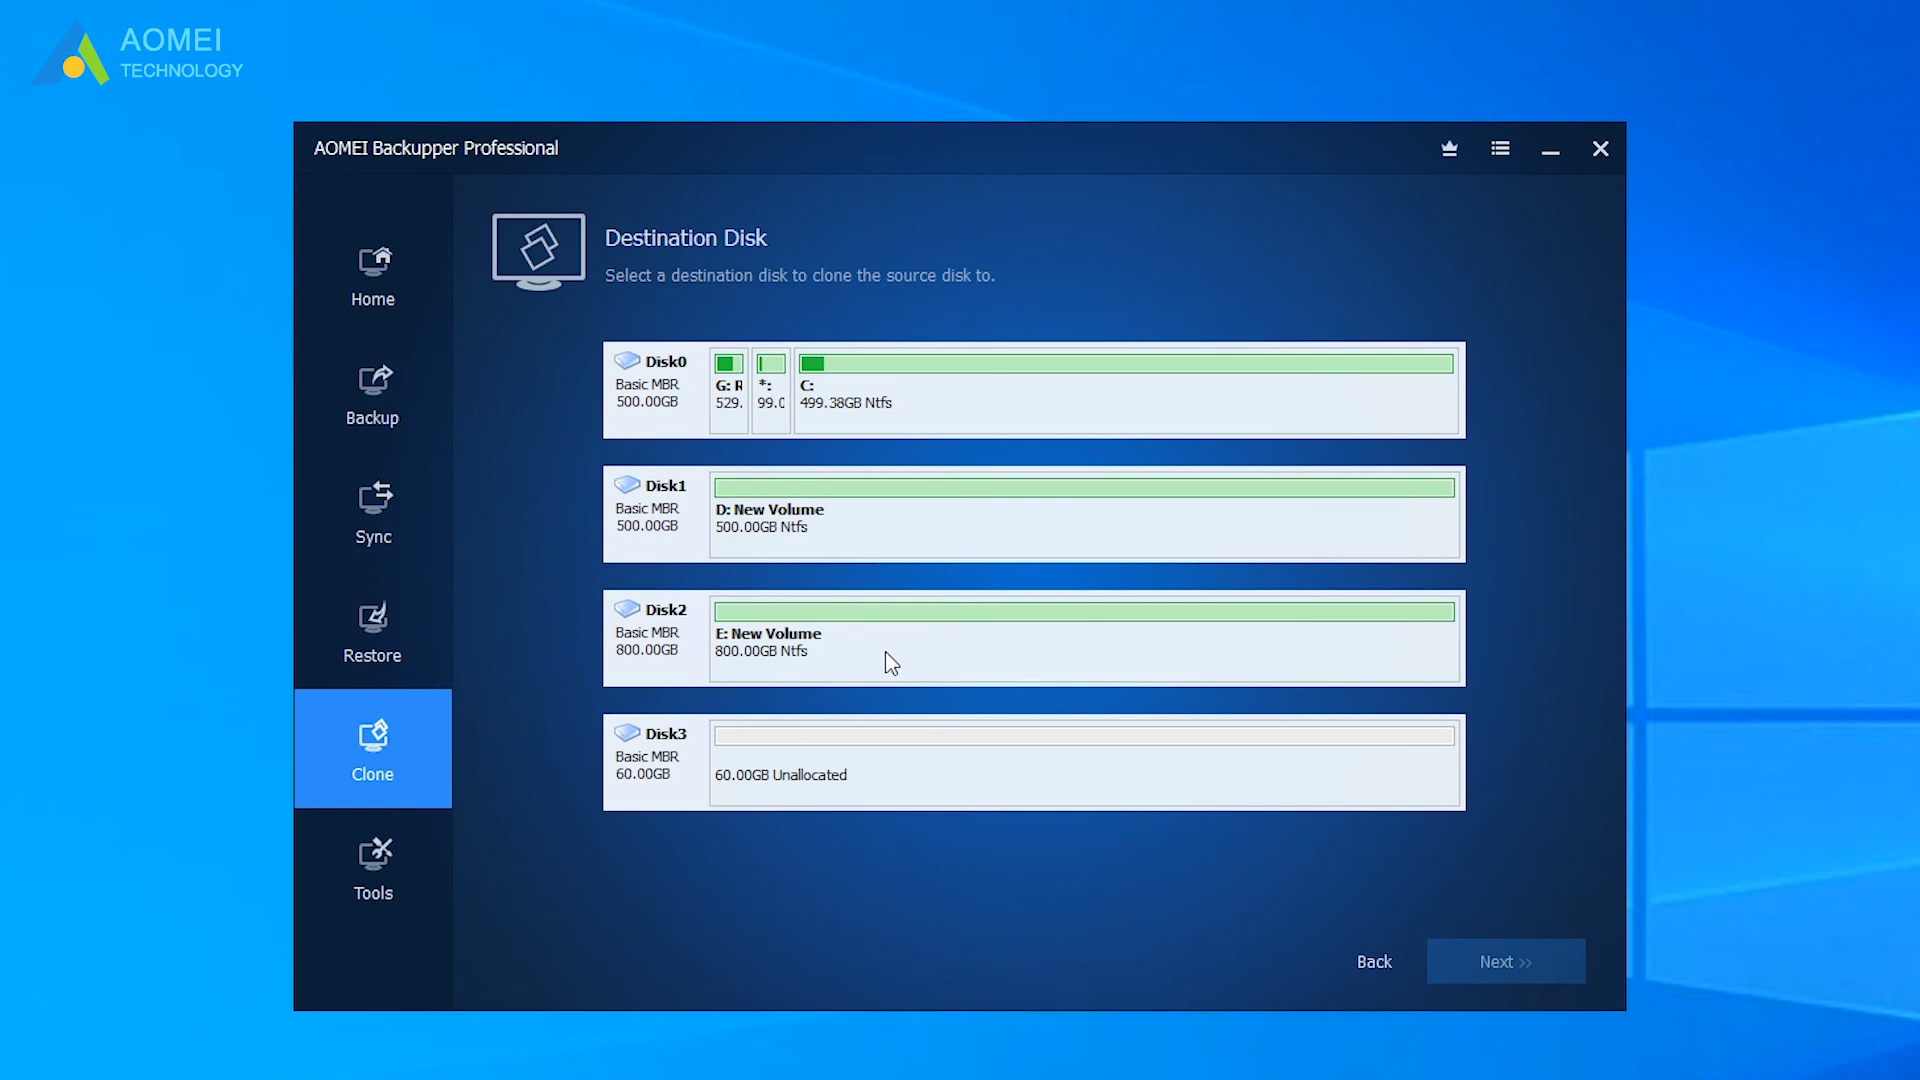 AOMEI
TECHNOLOGY
AOMEI Backupper Professional
Home
Backup
Sync
Restore
Clone
Tools
Destination Disk
Select a destination disk to clone the source disk to.
Disk0
Basic MBR
500.00GB
G: R
529.
*:
99.0
C:
499.38GB Ntfs
Disk1
Basic MBR
500.00GB
D: New Volume
500.00GB Ntfs
Disk2
Basic MBR
800.00GB
E: New Volume
800.00GB Ntfs
Disk3
Basic MBR
60.00GB
60.00GB Unallocated
Back
Next >>